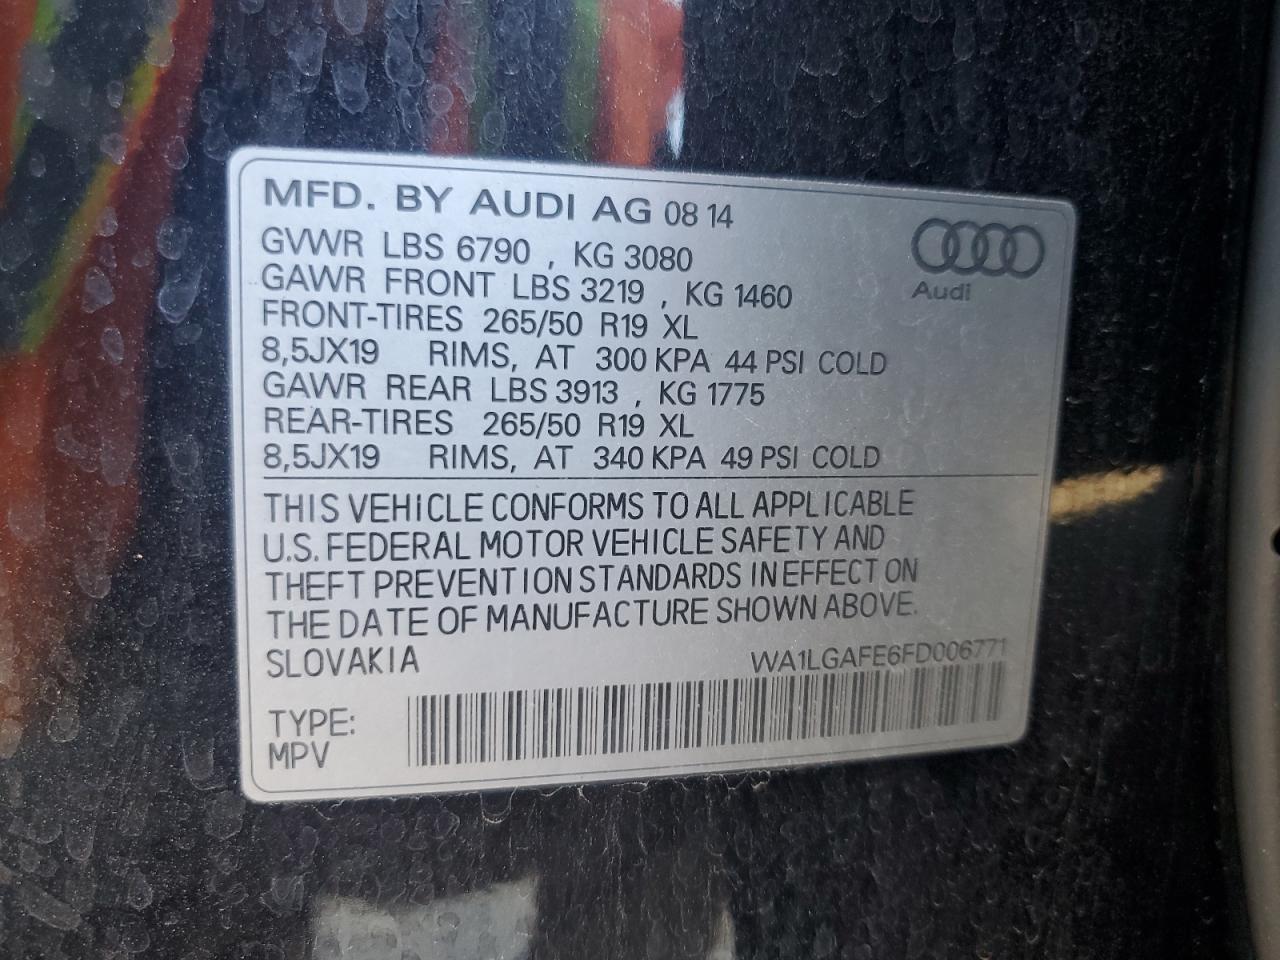 MFD. BY AUDI AG 08 14
GVWR LBS 6790 , KG 3080
GAWR FRONT LBS 3219 , KG 1460
FRONT-TIRES 265/50 R19 XL
8,5JX19 RIMS, AT 300 KPA 44 PSI COLD
GAWR REAR LBS 3913 , KG 1775
REAR-TIRES 265/50 R19 XL
8,5JX19 RIMS, AT 340 KPA 49 PSI COLD
Audi
THIS VEHICLE CONFORMS TO ALL APPLICABLE
U.S. FEDERAL MOTOR VEHICLE SAFETY AND
THEFT PREVENTION STANDARDS IN EFFECT ON
THE DATE OF MANUFACTURE SHOWN ABOVE.
SLOVAKIA WA1LGAFE6FD006771
TYPE:
MPV